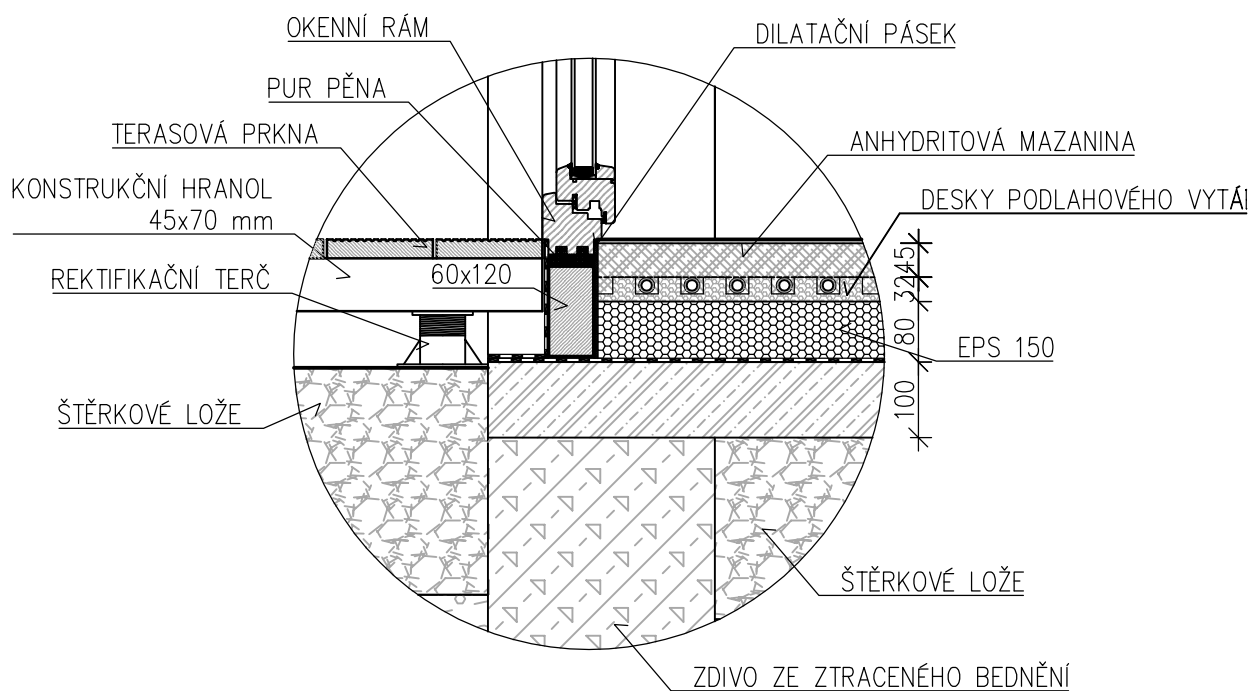 OKENNÍ RÁM
DILATAČNÍ PÁSEK
PUR PĚNA
TERASOVÁ PRKNA
ANHYDRITOVÁ MAZANINA
KONSTRUKČNÍ HRANOL
45x70 mm
DESKY PODLAHOVÉHO
REKTIFIKAČNÍ TERČ
60x120
45
32
80
EPS 150
100
ŠTĚRKOVÉ LOŽE
ŠTĚRKOVÉ LOŽE
ZDIVO ZE ZTRACENÉHO BEDNĚNÍ